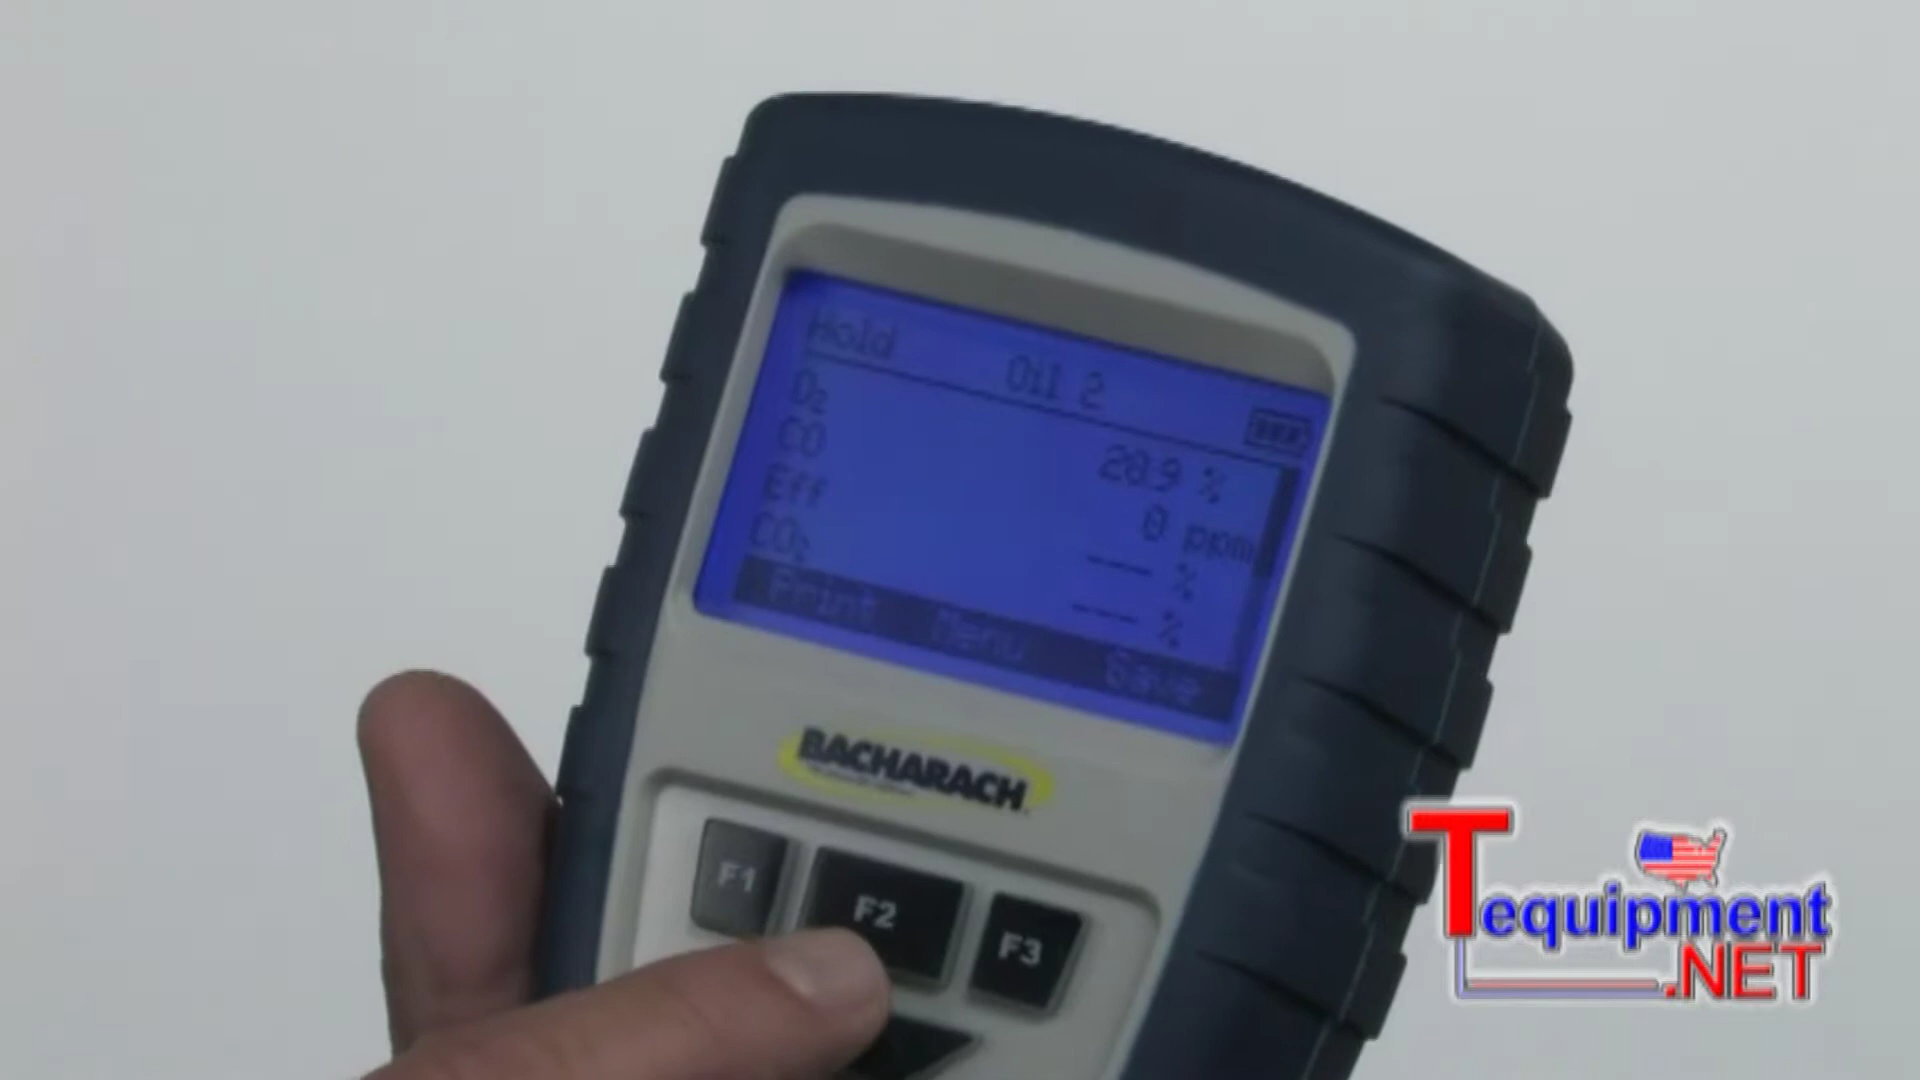 Hold Oil 2
O₂ 20.9 %
CO 0 ppm
Eff --- %
CO₂ --- %
Print Menu Save
BACHARACH
F1 F2 F3
Tequipment
.NET